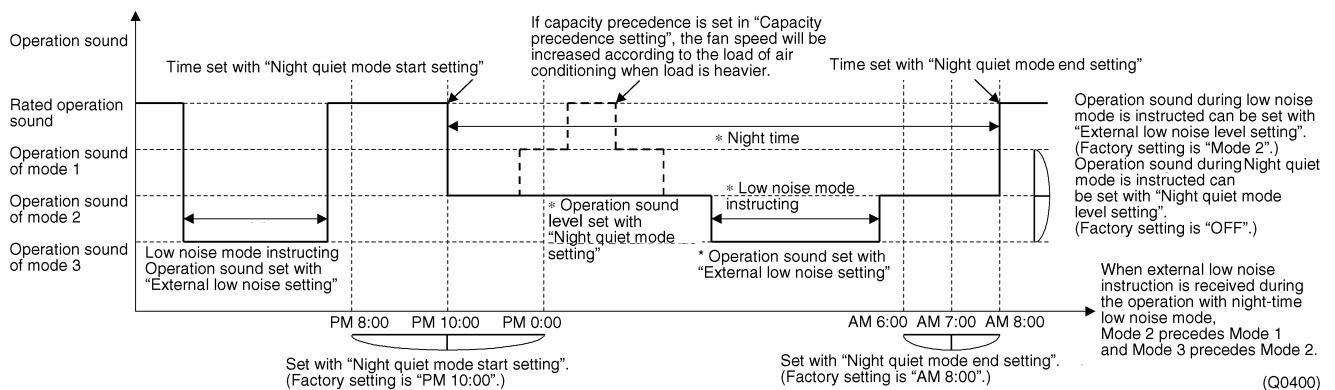 Operation sound
If capacity precedence is set in “Capacity
precedence setting”, the fan speed will be
increased according to the load of air
conditioning when load is heavier.
Time set with “Night quiet mode start setting”
Time set with “Night quiet mode end setting”
Rated operation
sound
Operation sound
of mode 1
Operation sound
of mode 2
Operation sound
of mode 3
* Night time
* Low noise mode
instructing
* Operation sound
level set with
“Night quiet mode
setting”
Low noise mode instructing
Operation sound set with
“External low noise setting”
* Operation sound set with
“External low noise setting”
Operation sound during low noise
mode is instructed can be set with
“External low noise level setting”.
(Factory setting is “Mode 2”.)
Operation sound during Night quiet
mode is instructed can
be set with “Night quiet mode
level setting”.
(Factory setting is “OFF”.)
When external low noise
instruction is received during
the operation with night-time
low noise mode,
Mode 2 precedes Mode 1
and Mode 3 precedes Mode 2.
PM 8:00 PM 10:00 PM 0:00
AM 6:00 AM 7:00 AM 8:00
Set with “Night quiet mode start setting”.
(Factory setting is “PM 10:00”.)
Set with “Night quiet mode end setting”.
(Factory setting is “AM 8:00”.)
(Q0400)